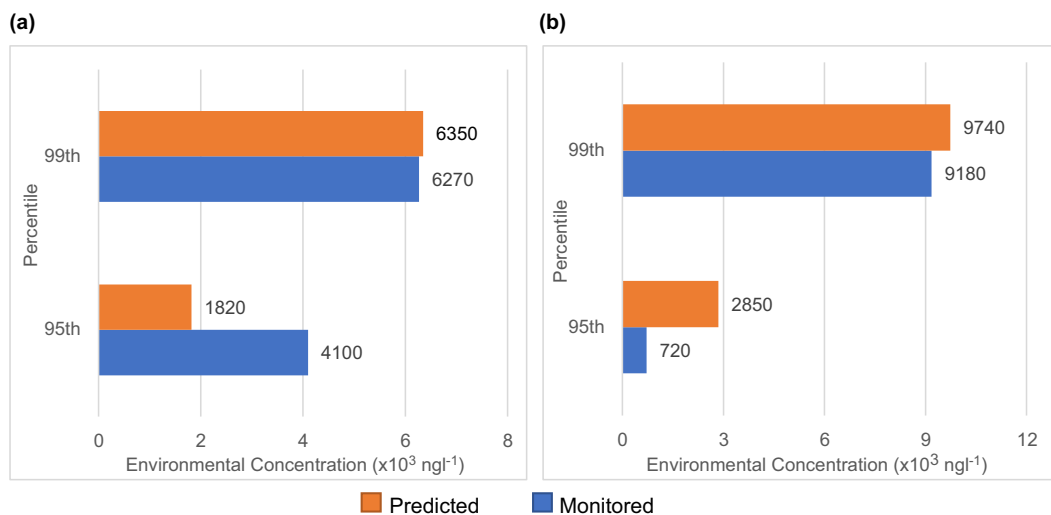 (a)
(b)
Percentile
99th
6350
6270
95th
1820
4100
0 2 4 6 8
Environmental Concentration (x10³ ngl⁻¹)
Percentile
99th
9740
9180
95th
2850
720
0 3 6 9 12
Environmental Concentration (x10³ ngl⁻¹)
Predicted Monitored